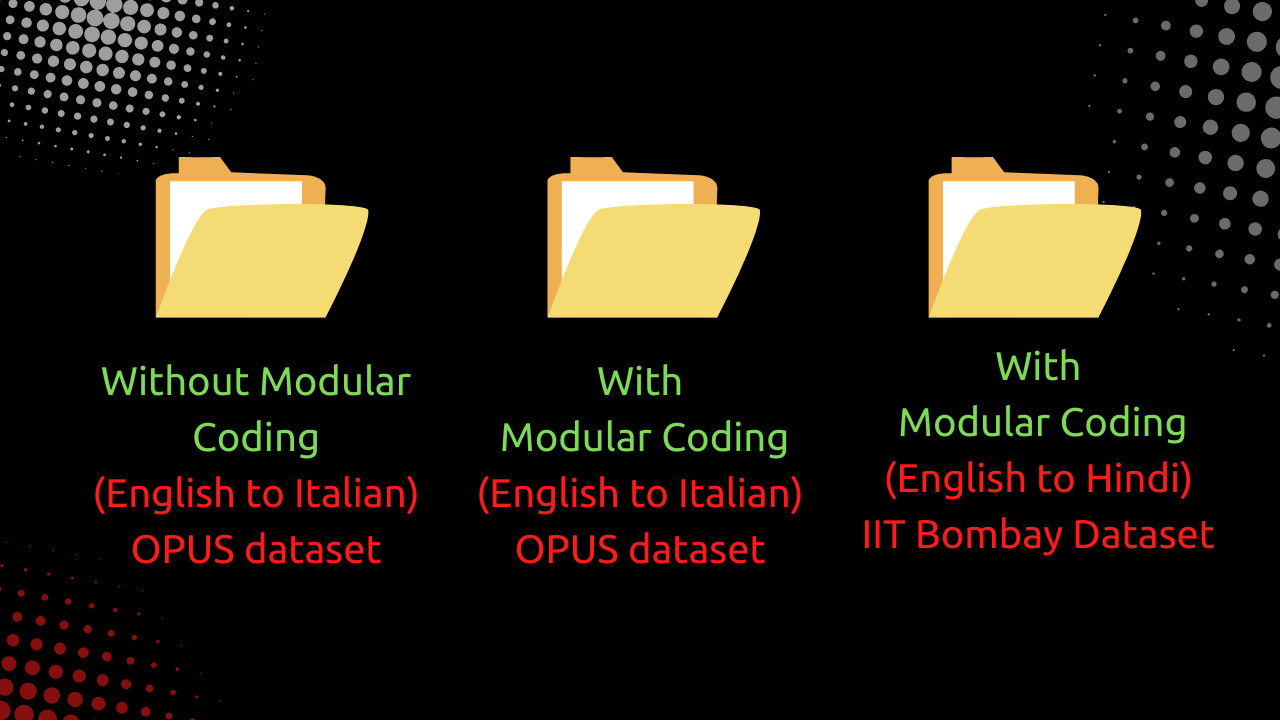 Without Modular
Coding
(English to Italian)
OPUS dataset
With
Modular Coding
(English to Italian)
OPUS dataset
With
Modular Coding
(English to Hindi)
IIT Bombay Dataset